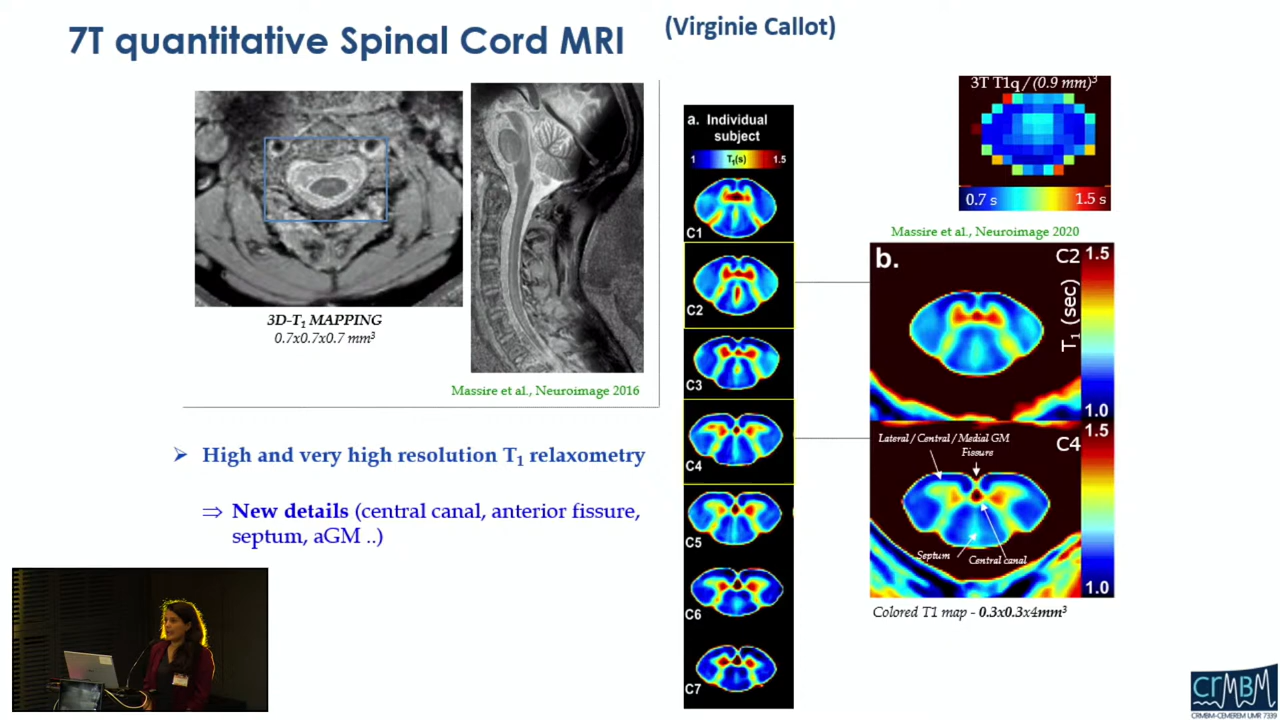 7T quantitative Spinal Cord MRI
(Virginie Callot)
3D-T₁ MAPPING
0.7x0.7x0.7 mm³
Massire et al., Neuroimage 2016
➢ High and very high resolution T₁ relaxometry
⇒ New details (central canal, anterior fissure,
septum, aGM ..)
a. Individual
subject
1 T₁(s) 1.5
C1
C2
C3
C4
C5
C6
C7
3T T1q / (0.9 mm)³
0.7 s 1.5 s
Massire et al., Neuroimage 2020
b.
C2 1.5
T₁ (sec)
1.0
C4 1.5
Lateral / Central / Medial GM
Fissure
Septum
Central canal
1.0
Colored T1 map - 0.3x0.3x4mm³
CRMBM
CRMBM-CEMEREM UMR 7339